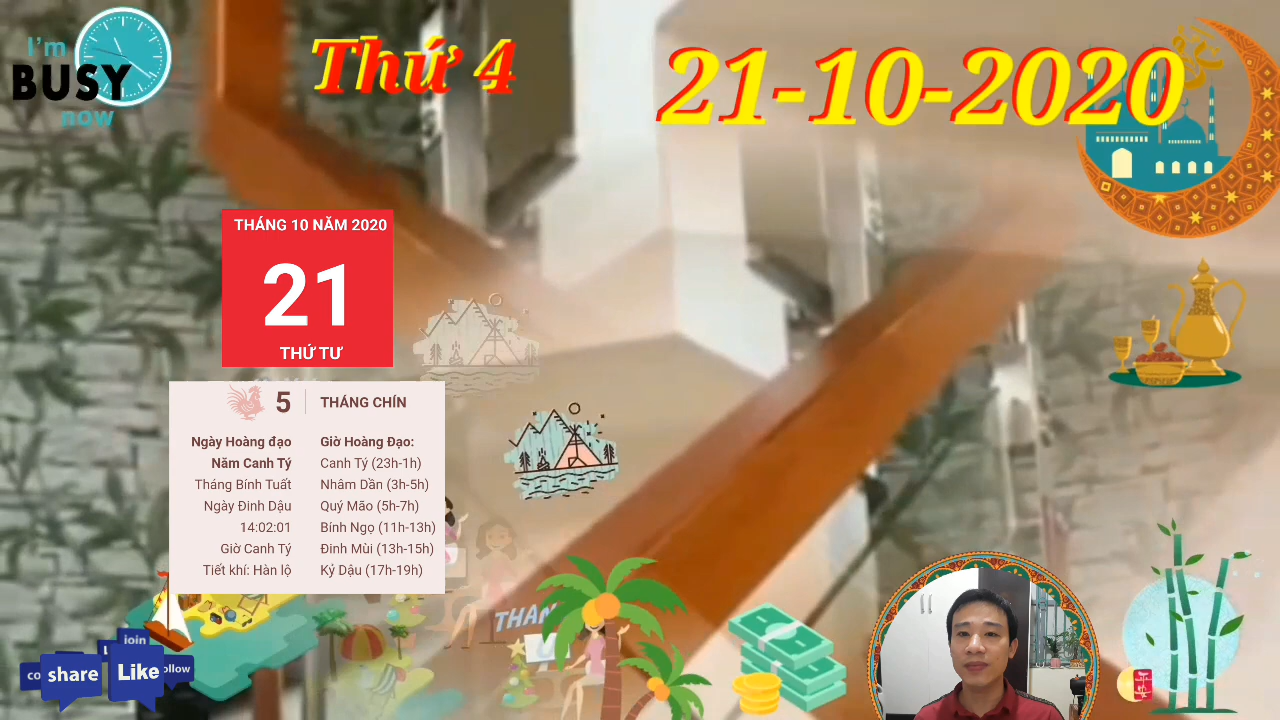 I'm
BUSY
now
Thứ 4
21-10-2020
THÁNG 10 NĂM 2020
21
THỨ TƯ
5
THÁNG CHÍN
Ngày Hoàng đạo
Năm Canh Tý
Tháng Bính Tuất
Ngày Đinh Dậu
14:02:01
Giờ Canh Tý
Tiết khí: Hàn lộ
Giờ Hoàng Đạo:
Canh Tý (23h-1h)
Nhâm Dần (3h-5h)
Quý Mão (5h-7h)
Bính Ngọ (11h-13h)
Đinh Mùi (13h-15h)
Kỷ Dậu (17h-19h)
THAN
join
share
Like
ollow